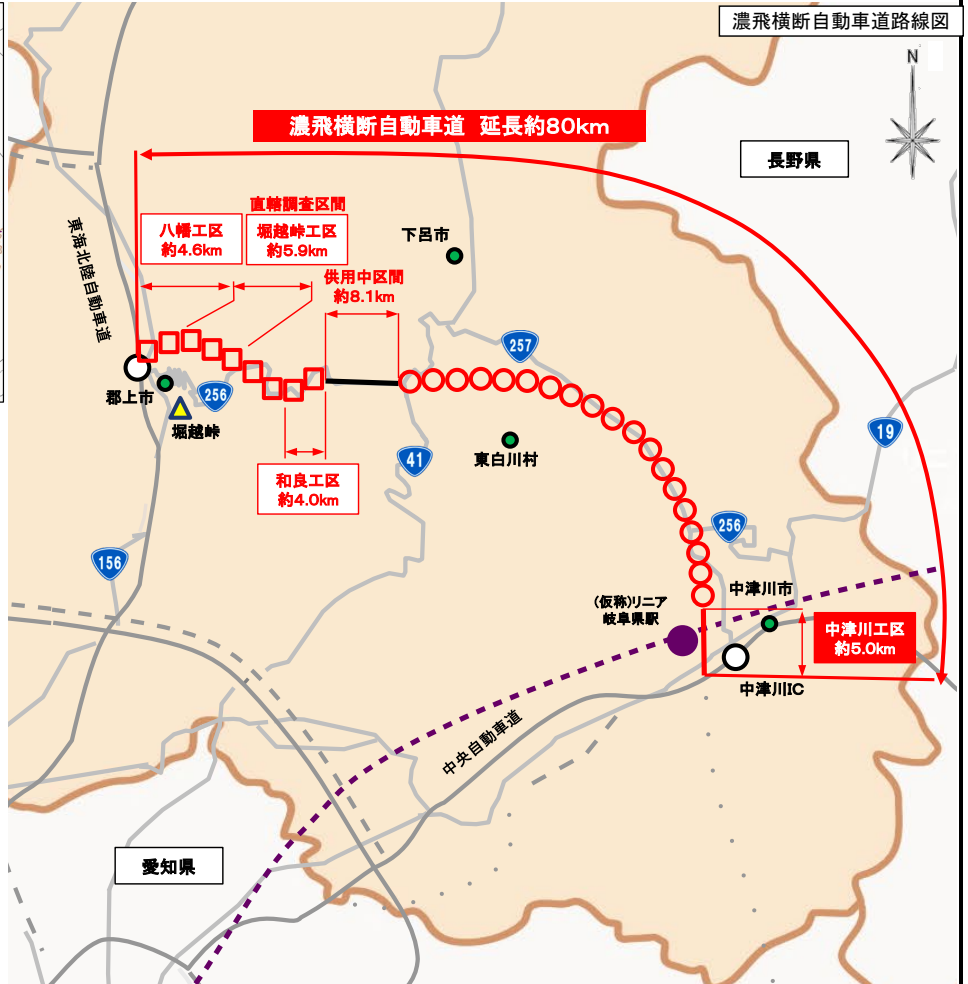 濃飛横断自動車道路線図
N
濃飛横断自動車道 延長約80km
長野県
東海北陸自動車道
八幡工区
約4.6km
直轄調査区間
堀越峠工区
約5.9km
下呂市
供用中区間
約8.1km
257
郡上市
256
堀越峠
19
41
東白川村
和良工区
約4.0km
256
156
中津川市
(仮称)リニア
岐阜県駅
中津川工区
約5.0km
中津川IC
中央自動車道
愛知県